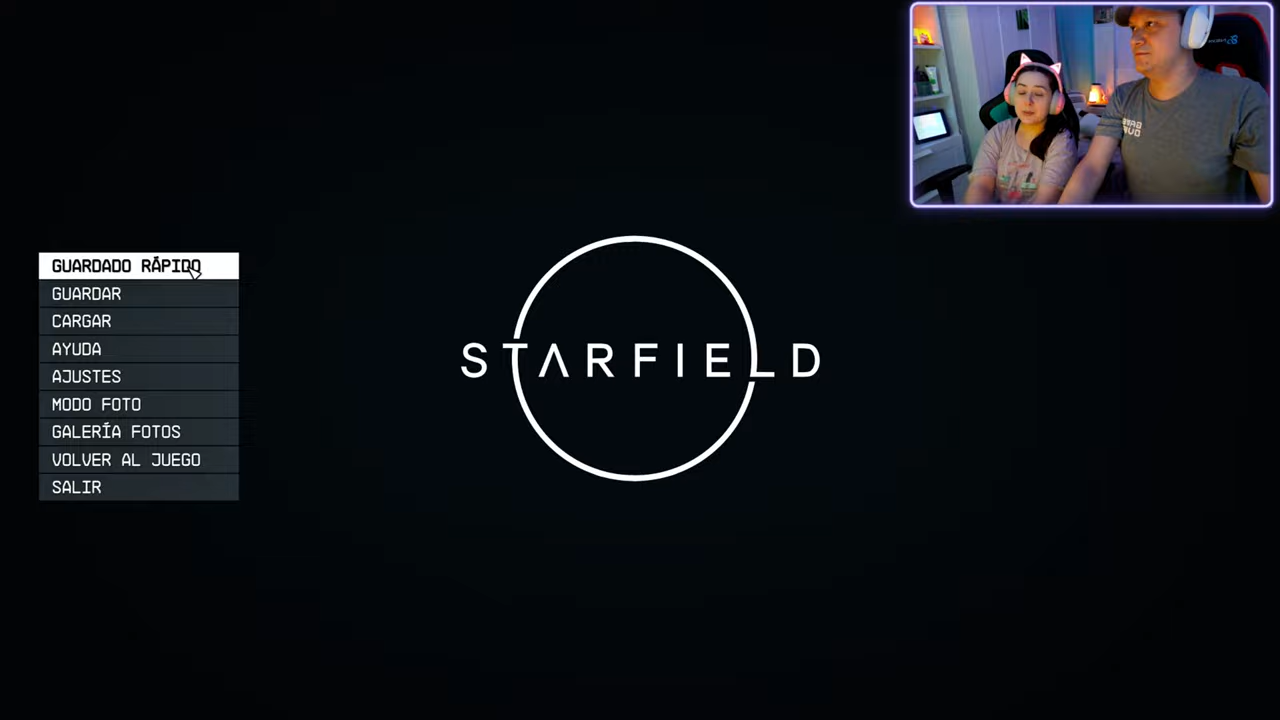 GUARDADO RÁPIDO
GUARDAR
CARGAR
AYUDA
AJUSTES
MODO FOTO
GALERÍA FOTOS
VOLVER AL JUEGO
SALIR
STARFIELD